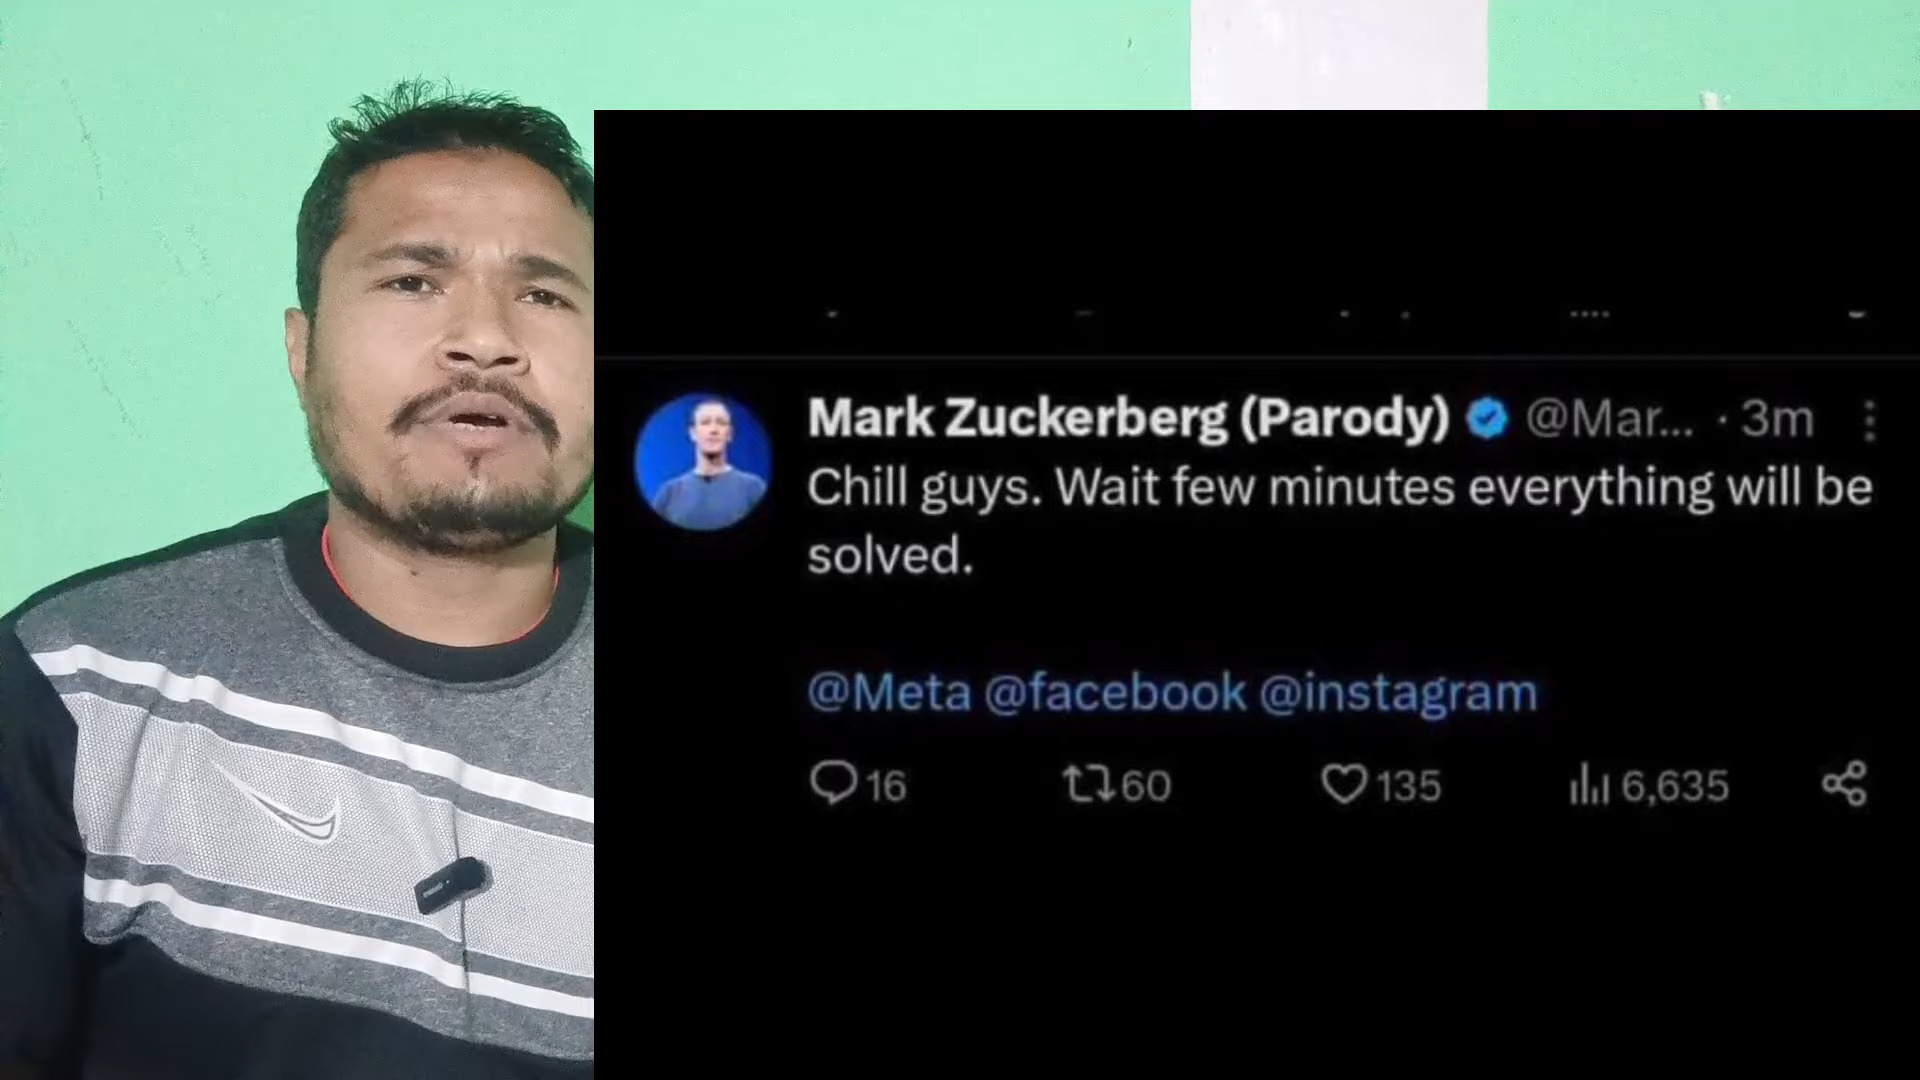 Mark Zuckerberg (Parody) @Mar... · 3m
Chill guys. Wait few minutes everything will be
solved.
@Meta @facebook @instagram
16 60 135 6,635